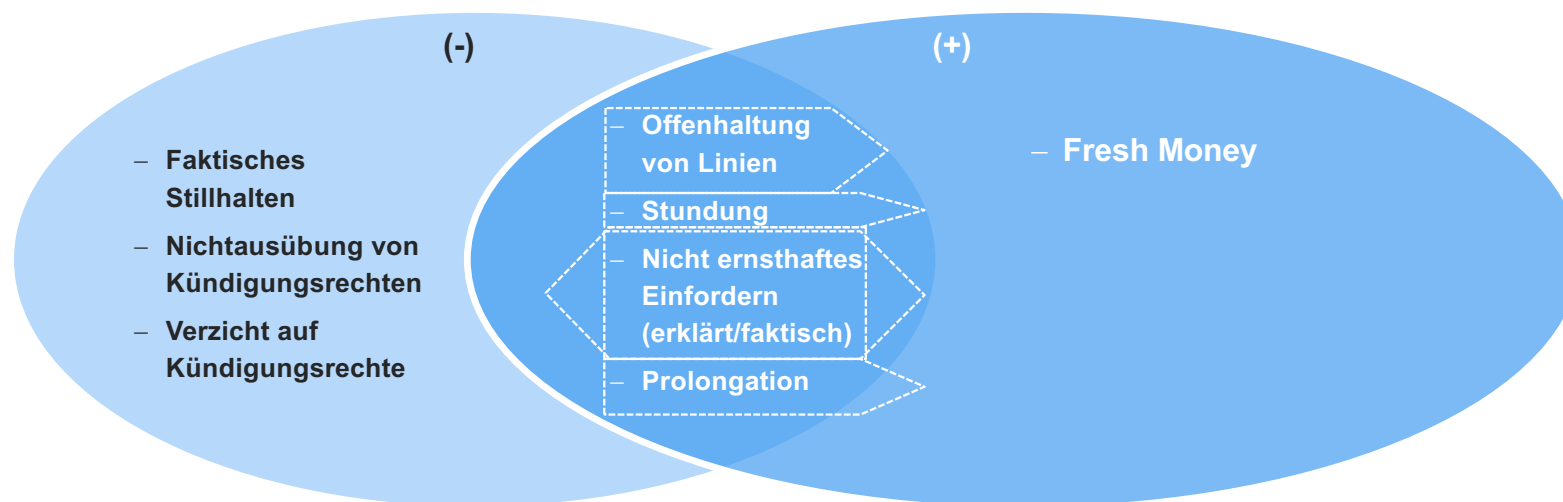 (-)
– Faktisches
Stillhalten
– Nichtausübung von
Kündigungsrechten
– Verzicht auf
Kündigungsrechte
– Offenhaltung
von Linien
– Stundung
– Nicht ernsthaftes
Einfordern
(erklärt/faktisch)
– Prolongation
(+)
– Fresh Money